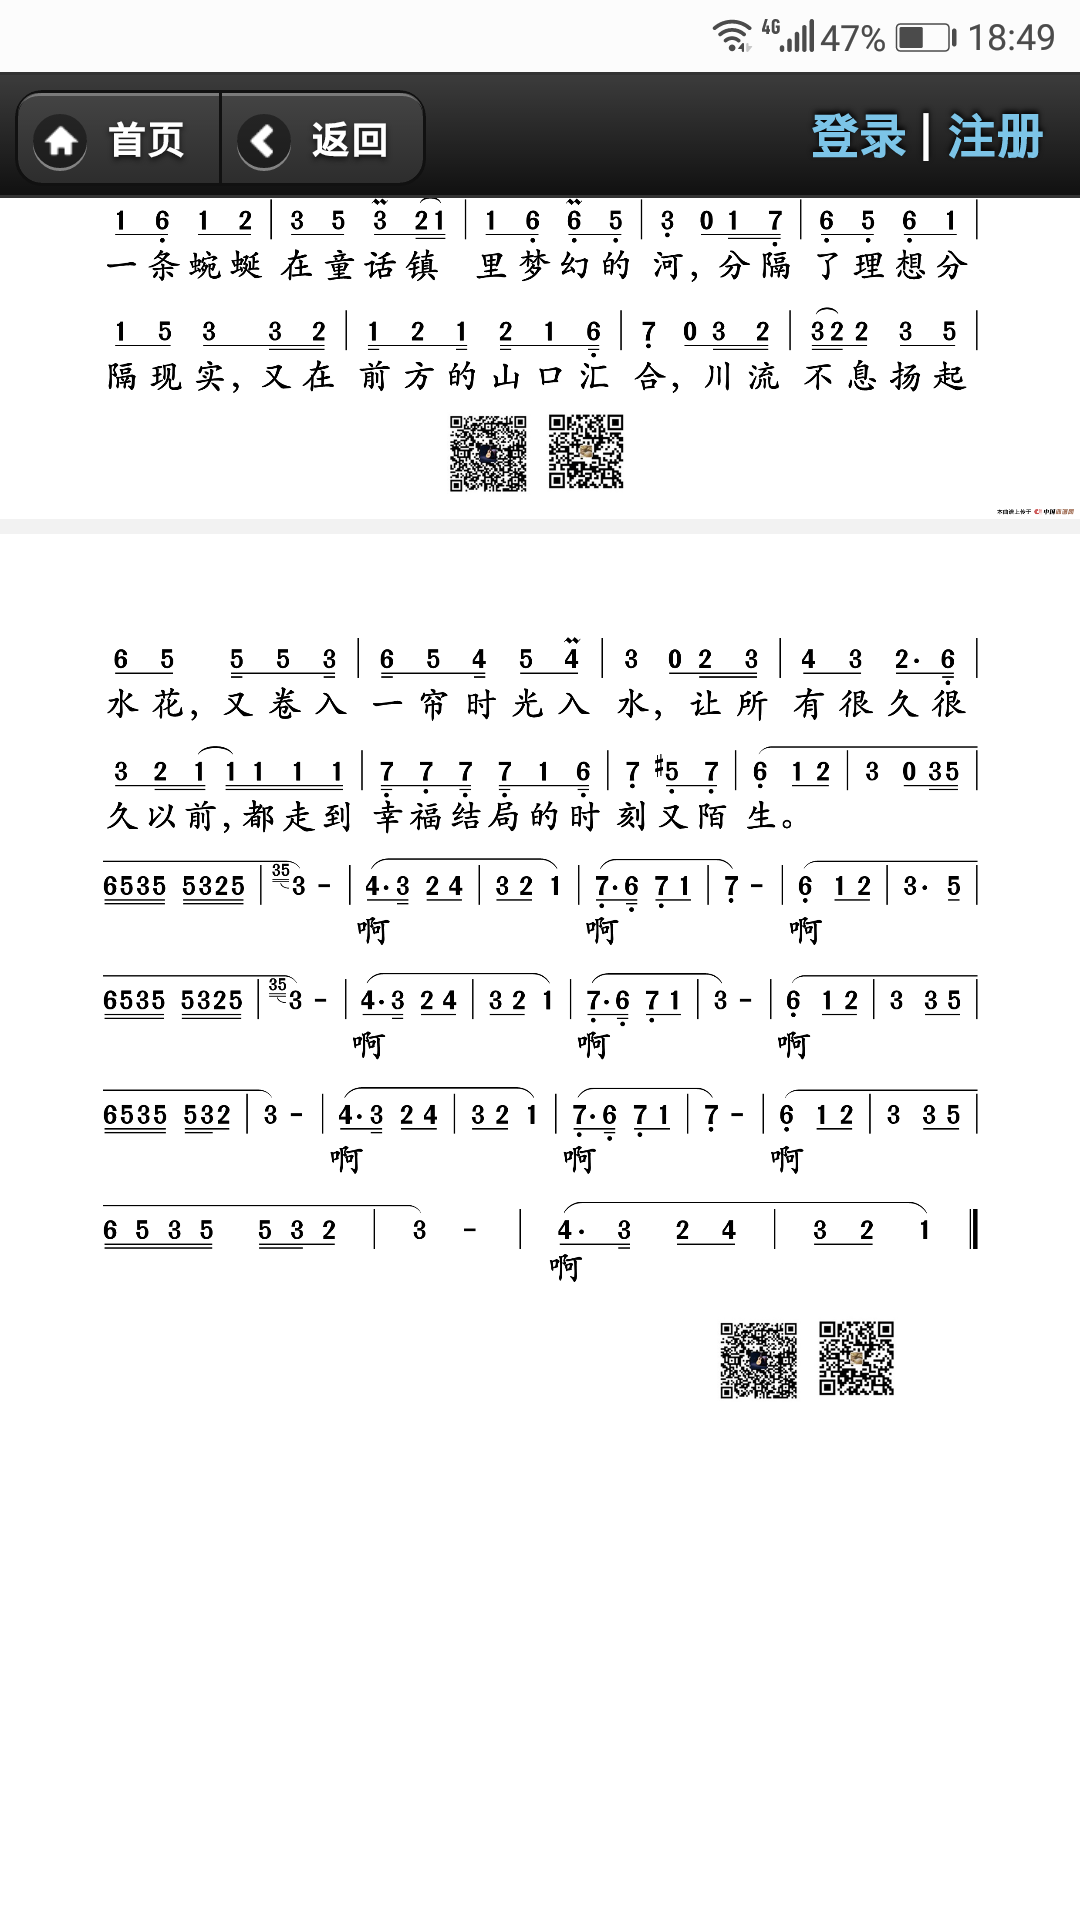 4G 47% 18:49
首页 返回 登录 | 注册
1 6 1 2 | 3 5 3 2 1 | 1 6 6 5 | 3 0 1 7 | 6 5 6 1 |
一条蜿蜒在童话镇 里梦幻的河,分隔了理想分
1 5 3 3 2 | 1 2 1 2 1 6 | 7 0 3 2 | 3 2 2 3 5 |
隔现实,又在前方的山口汇合,川流不息扬起
6 5 5 5 3 | 6 5 4 5 4 | 3 0 2 3 | 4 3 2· 6 |
水花,又卷入一帘时光入水,让所有很久很
3 2 1 1 1 1 1 | 7 7 7 7 1 6 | 7 #5 7 | 6 1 2 | 3 0 3 5 |
久以前,都走到幸福结局的时刻又陌生。
6535 5325 | 35 3 - | 4·3 2 4 | 3 2 1 | 7·6 7 1 | 7 - | 6 1 2 | 3· 5 |
啊 啊 啊
6535 5325 | 35 3 - | 4·3 2 4 | 3 2 1 | 7·6 7 1 | 3 - | 6 1 2 | 3 3 5 |
啊 啊 啊
6535 532 | 3 - | 4·3 2 4 | 3 2 1 | 7·6 7 1 | 7 - | 6 1 2 | 3 3 5 |
啊 啊 啊
6 5 3 5 5 3 2 | 3 - | 4· 3 2 4 | 3 2 1 ‖
啊